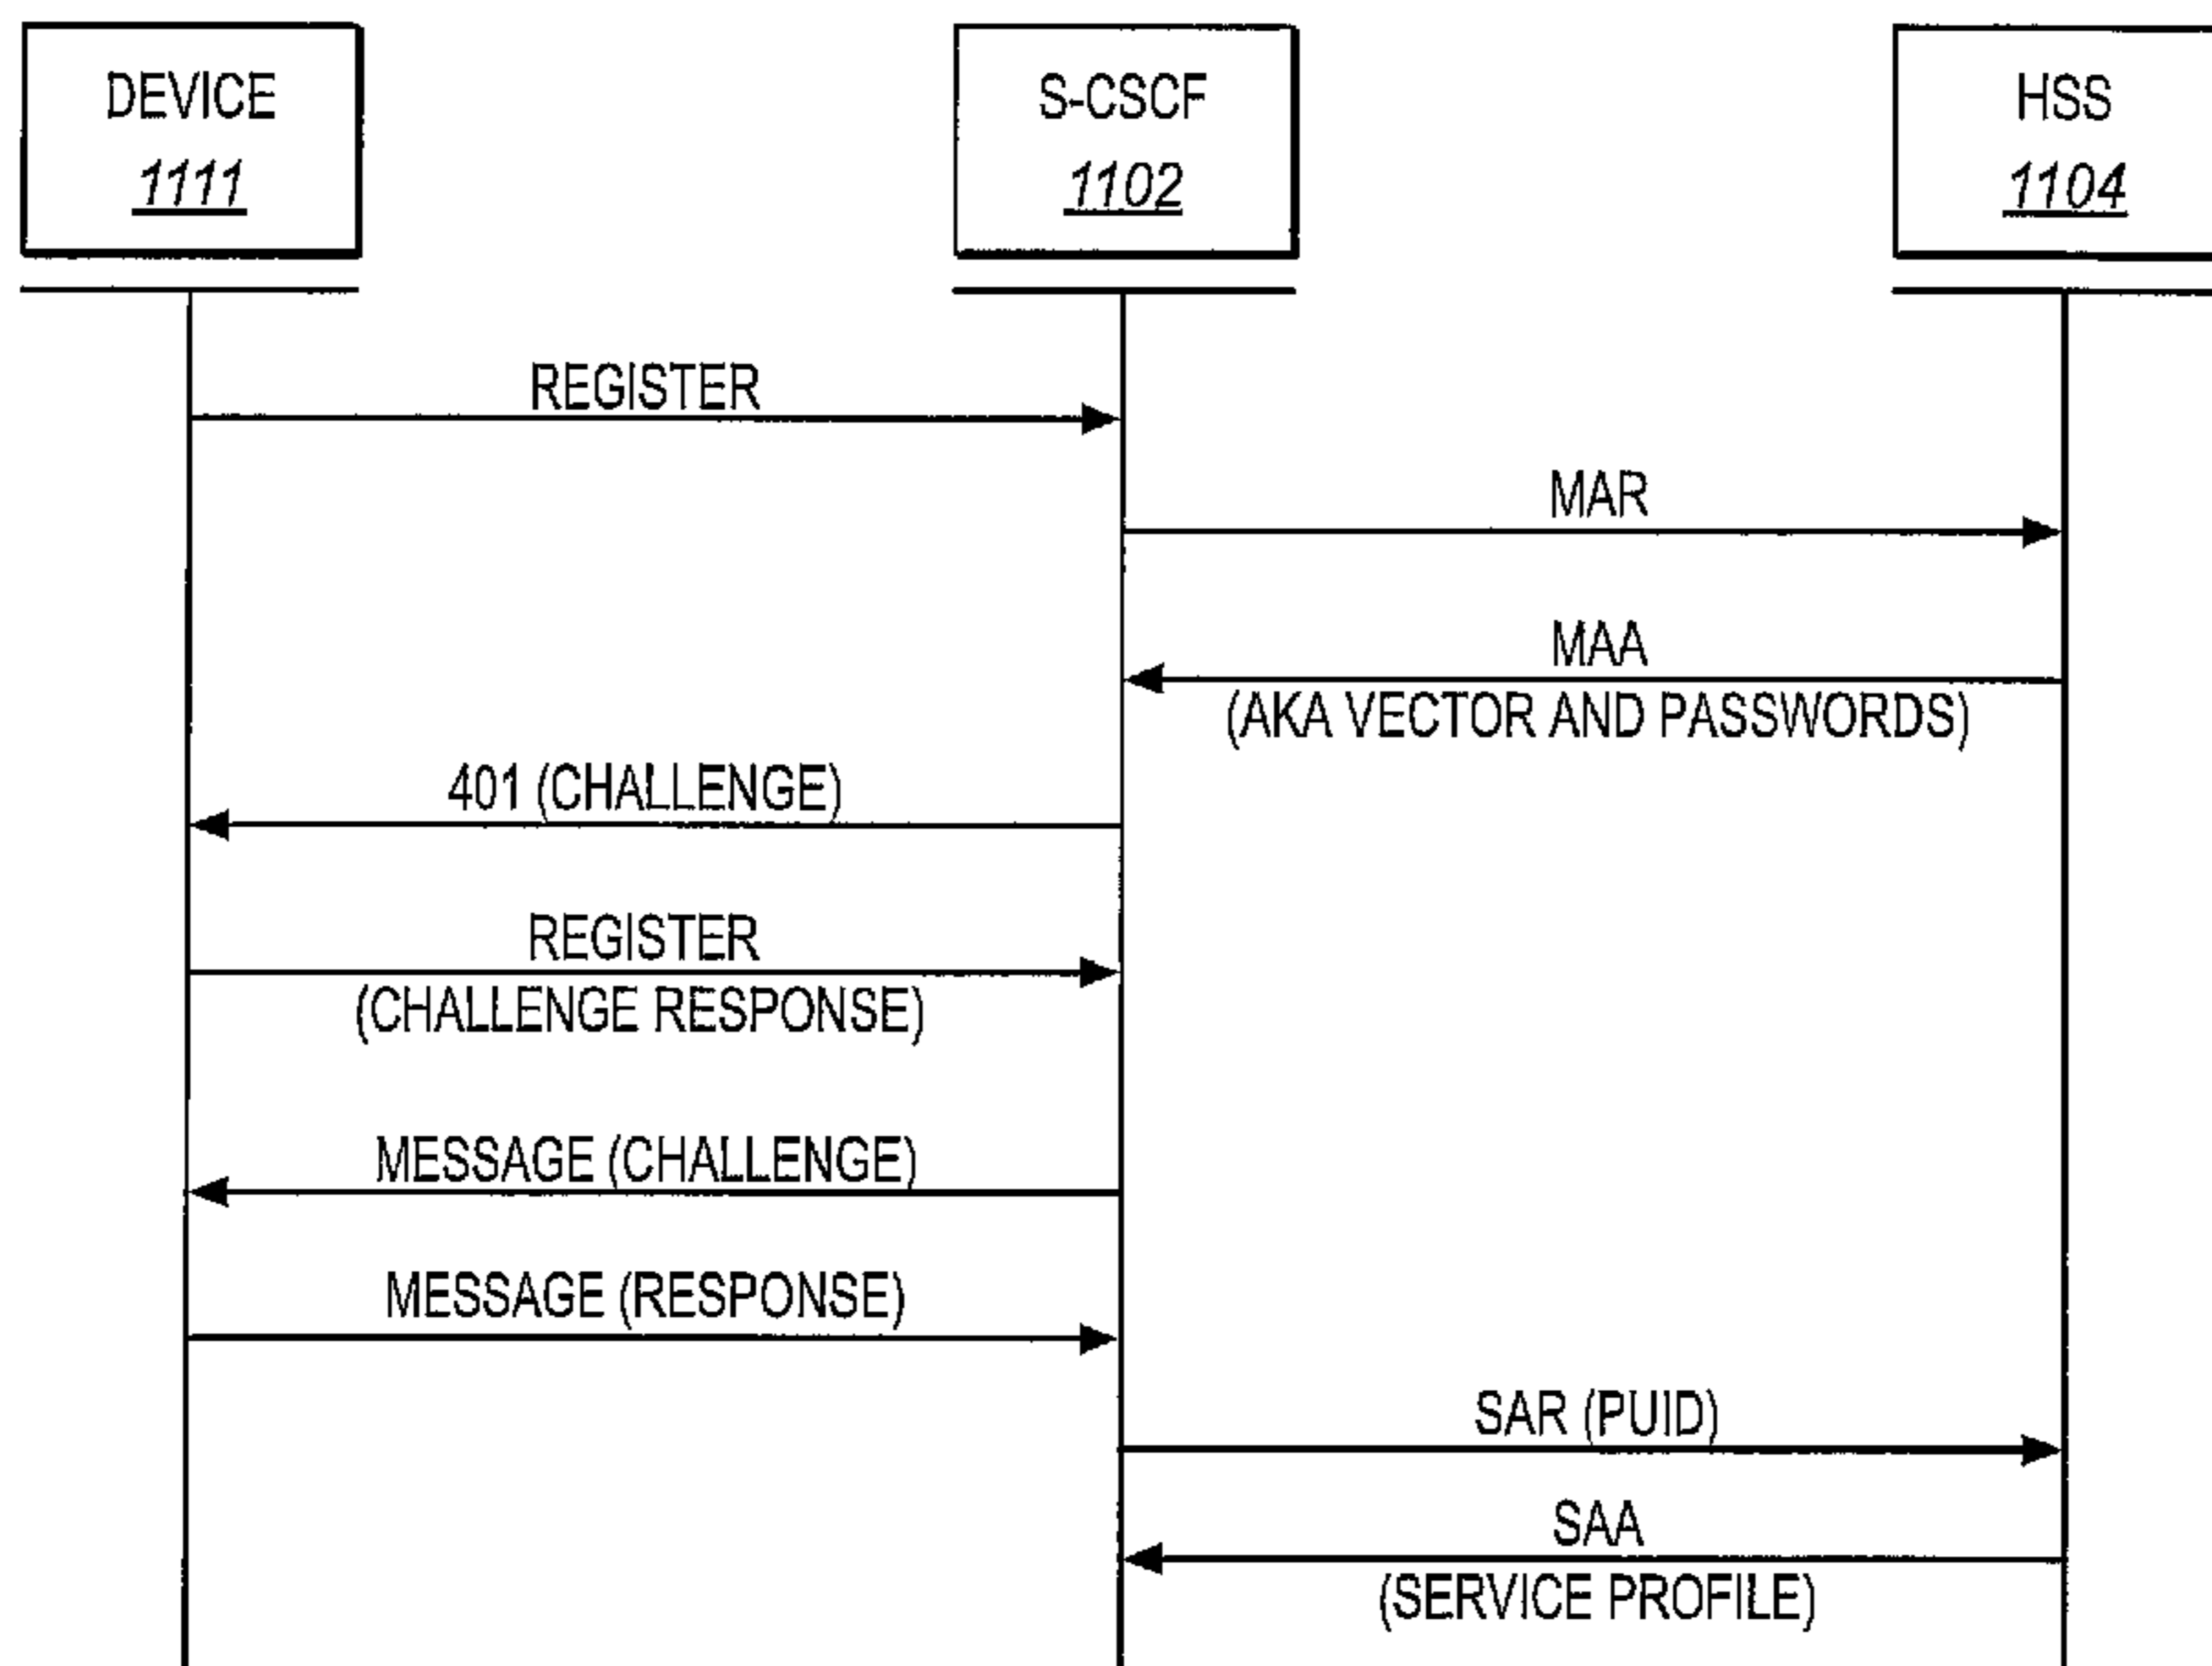 DEVICE
1111
S-CSCF
1102
HSS
1104
REGISTER
MAR
MAA
(AKA VECTOR AND PASSWORDS)
401 (CHALLENGE)
REGISTER
(CHALLENGE RESPONSE)
MESSAGE (CHALLENGE)
MESSAGE (RESPONSE)
SAR (PUID)
SAA
(SERVICE PROFILE)